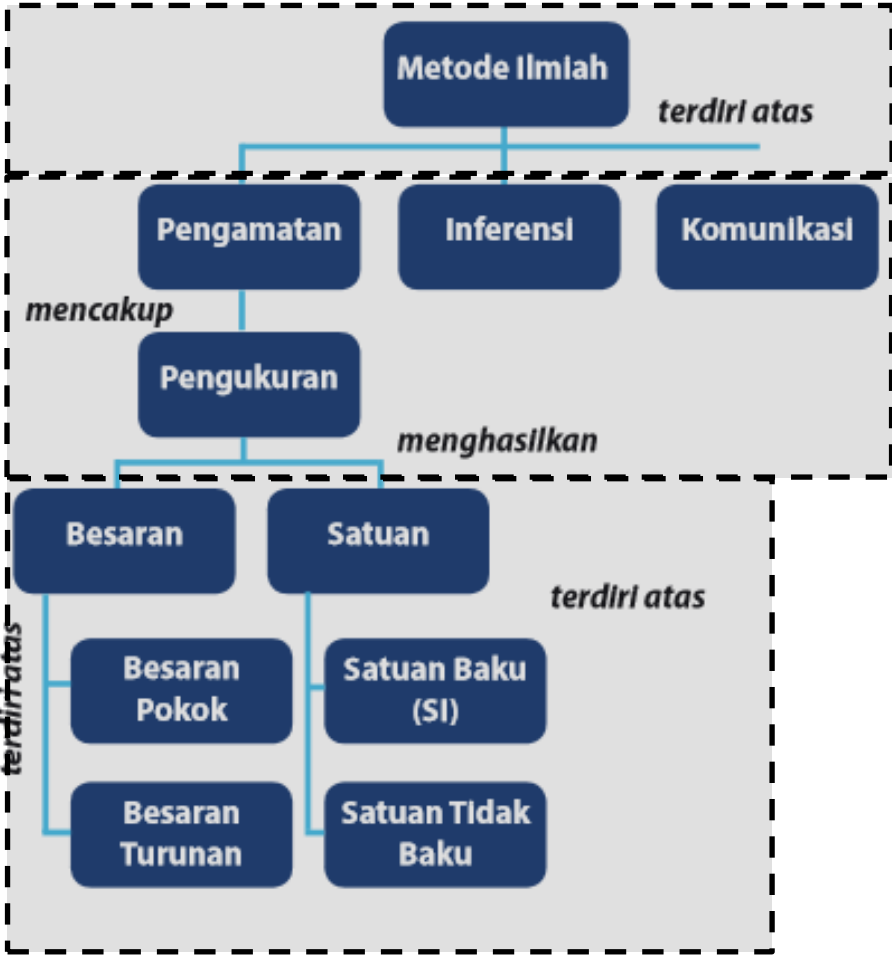 Metode Ilmiah
terdiri atas
Pengamatan
Inferensi
Komunikasi
mencakup
Pengukuran
menghasilkan
Besaran
Satuan
terdiri atas
terdiri atas
Besaran
Pokok
Satuan Baku
(SI)
Besaran
Turunan
Satuan Tidak
Baku